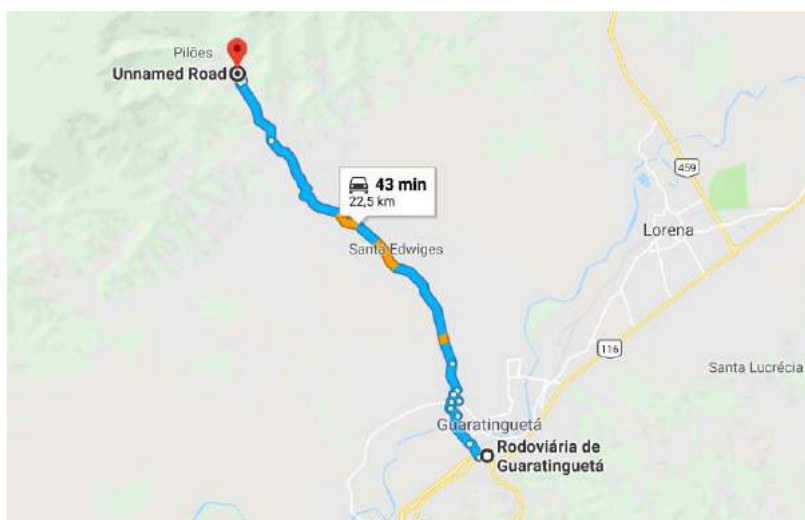 Pilões
Unnamed Road
43 min
22,5 km
459
Lorena
Santa Edwiges
116
Santa Lucrécia
Guaratinguetá
Rodoviária de
Guaratinguetá